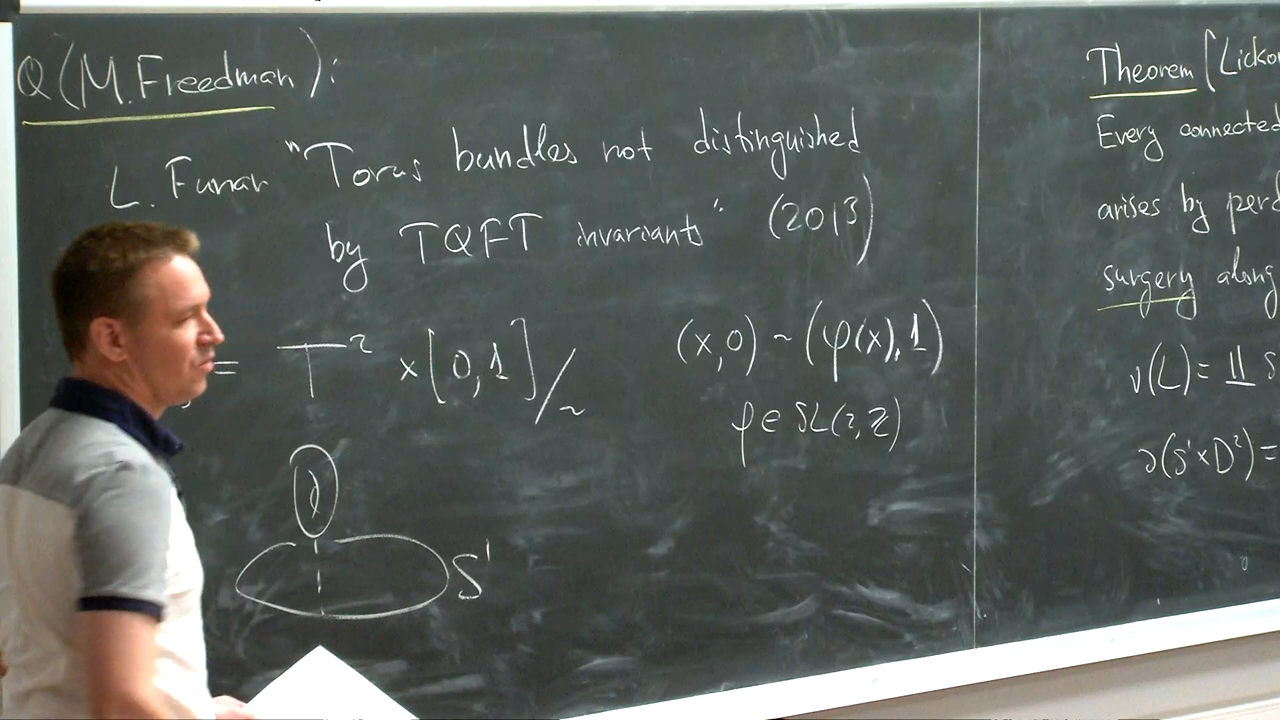 Q (M. Freedman):
L. Funar "Torus bundles not distinguished
by TQFT invariants" (2013)
= T² × [0,1]/~ (x,0) ~ (φ(x),1)
φ ∈ SL(2,Z)
S¹
Theorem (Lickor
Every connected
arises by perf
surgery along
ν(L) = ⨿ S
∂(S¹×D²) =